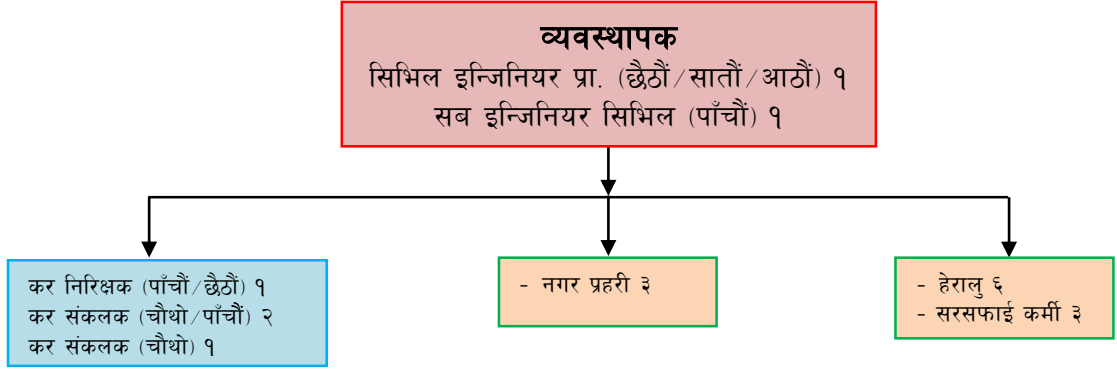 व्यवस्थापक
सिभिल इन्जिनियर प्रा. (छैठौं/सातौं/आठौं) १
सब इन्जिनियर सिभिल (पाँचौं) १
कर निरिक्षक (पाँचौं/छैठौं) १
कर संकलक (चौथो/पाँचौं) २
कर संकलक (चौथो) १
- नगर प्रहरी ३
- हेरालु ६
- सरसफाई कर्मी ३